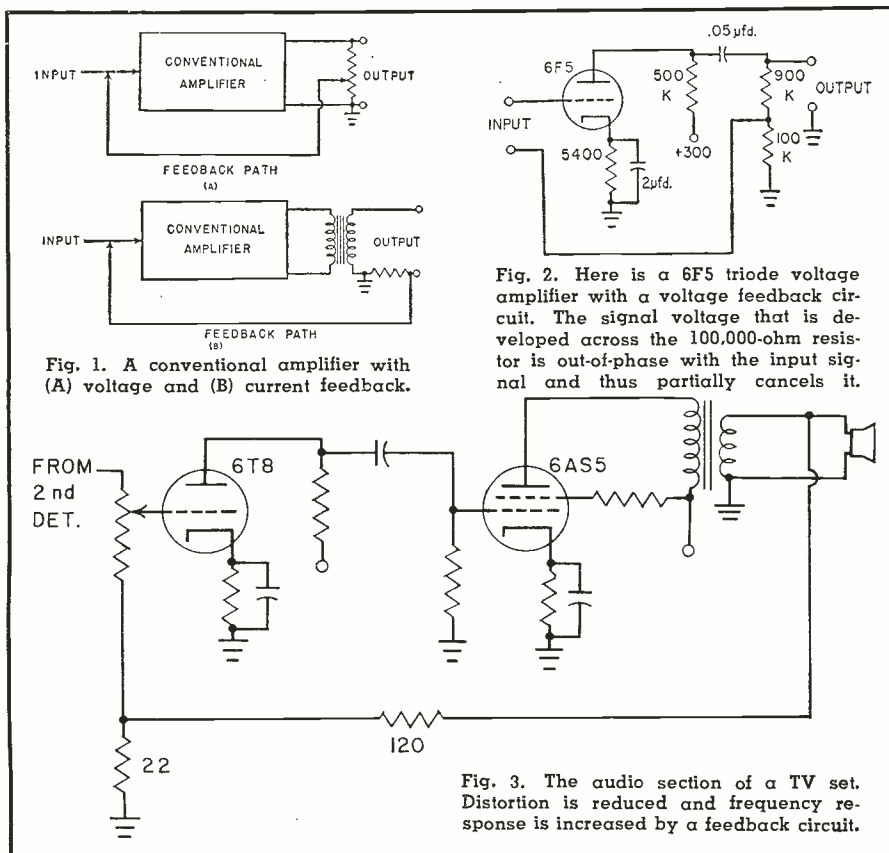 CONVENTIONAL
AMPLIFIER
INPUT
OUTPUT
FEEDBACK PATH
(A)
CONVENTIONAL
AMPLIFIER
INPUT
OUTPUT
FEEDBACK PATH
(B)
Fig. 1. A conventional amplifier with
(A) voltage and (B) current feedback.
.05μfd.
6F5
500
K
900
K
OUTPUT
INPUT
100
K
5400
+300
2μfd.
Fig. 2. Here is a 6F5 triode voltage
amplifier with a voltage feedback cir-
cuit. The signal voltage that is de-
veloped across the 100,000-ohm resis-
tor is out-of-phase with the input sig-
nal and thus partially cancels it.
FROM
2nd
DET.
6T8
6AS5
120
22
Fig. 3. The audio section of a TV set.
Distortion is reduced and frequency re-
sponse is increased by a feedback circuit.